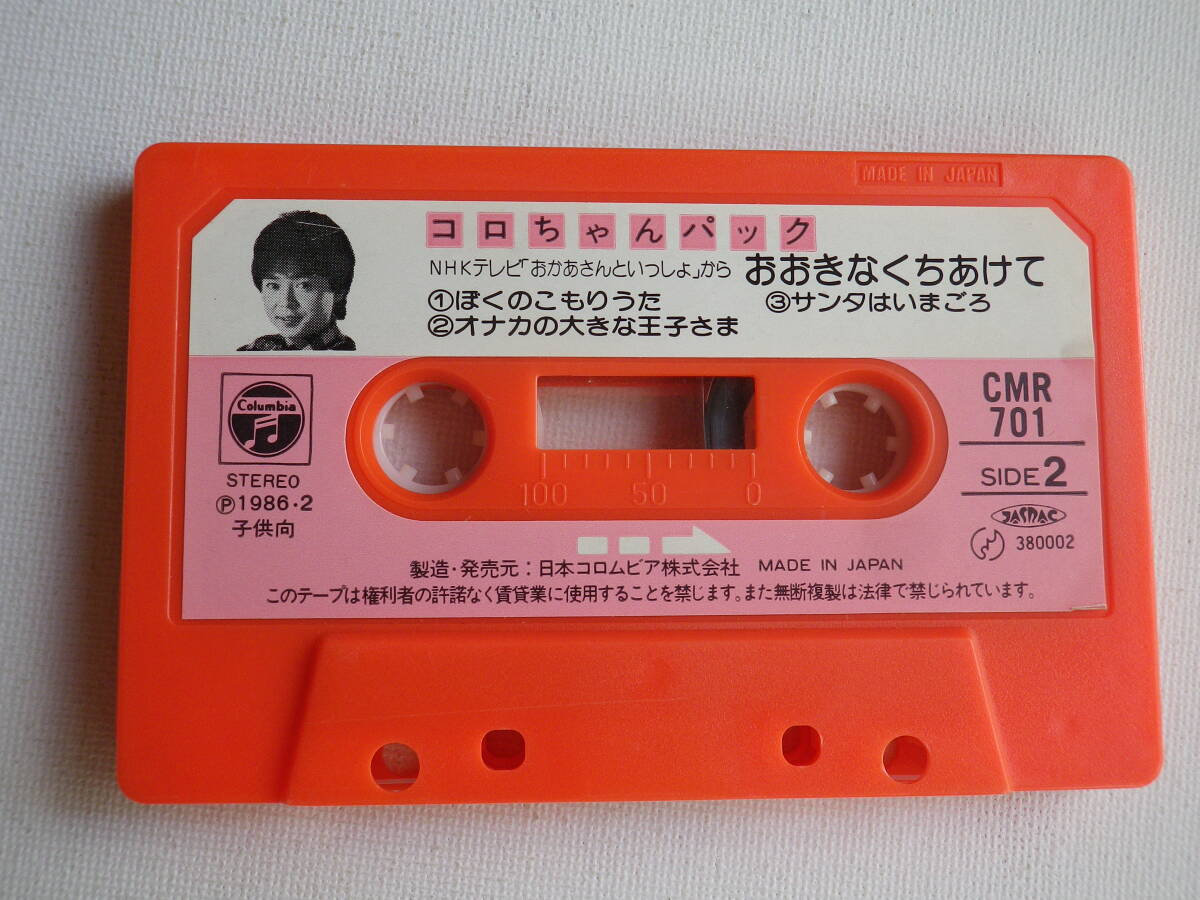 MADE IN JAPAN
コロちゃんパック
NHKテレビ「おかあさんといっしょ」から おおきなくちあけて
①ぼくのこもりうた ③サンタはいまごろ
②オナカの大きな王子さま
Columbia
STEREO
Ⓟ1986・2
子供向
CMR
701
SIDE 2
JASRAC
380002
100 50 0
製造・発売元：日本コロムビア株式会社 MADE IN JAPAN
このテープは権利者の許諾なく賃貸業に使用することを禁じます。また無断複製は法律で禁じられています。